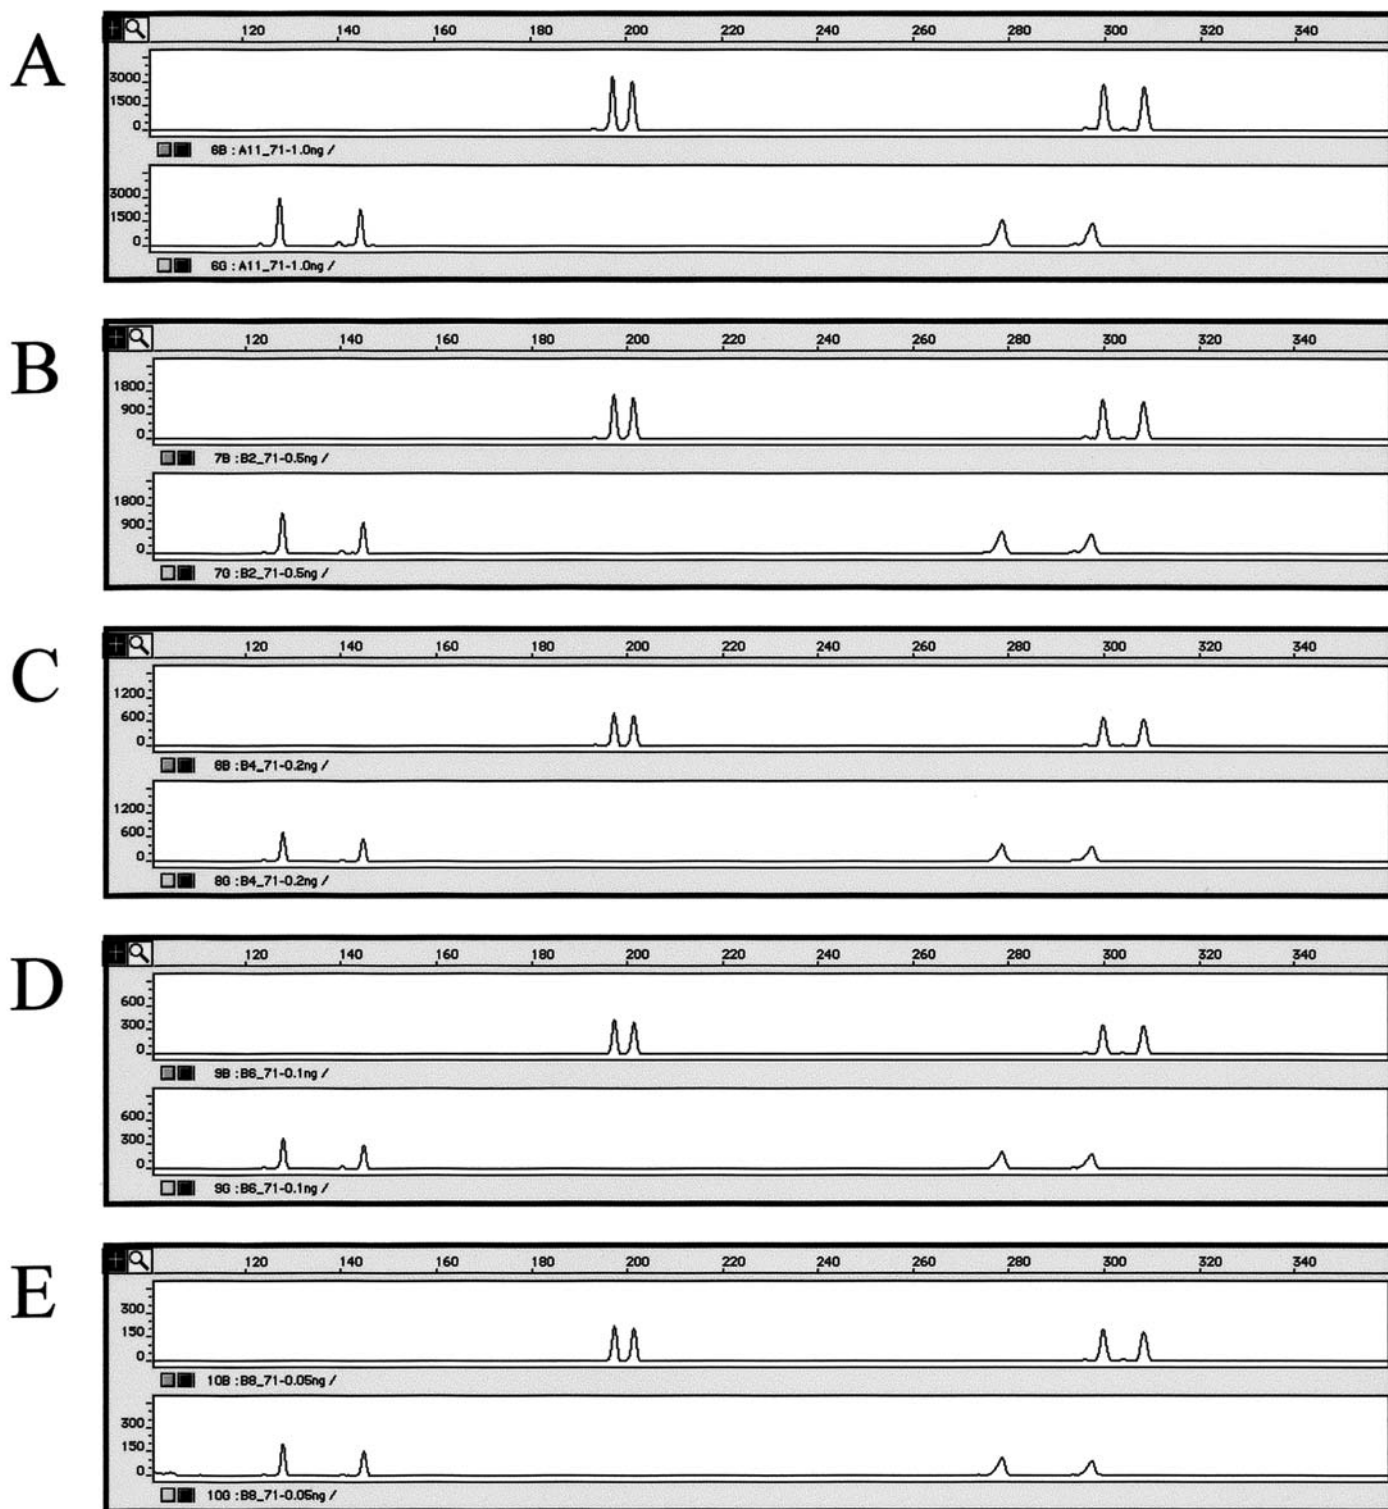 A
120 140 160 180 200 220 240 260 280 300 320 340
3000
1500
0
6B : A11_71-1.0ng /
3000
1500
0
6G : A11_71-1.0ng /
B
120 140 160 180 200 220 240 260 280 300 320 340
1800
900
0
7B :B2_71-0.5ng /
1800
900
0
7G :B2_71-0.5ng /
C
120 140 160 180 200 220 240 260 280 300 320 340
1200
600
0
8B :B4_71-0.2ng /
1200
600
0
8G :B4_71-0.2ng /
D
120 140 160 180 200 220 240 260 280 300 320 340
600
300
0
9B :B6_71-0.1ng /
600
300
0
9G :B6_71-0.1ng /
E
120 140 160 180 200 220 240 260 280 300 320 340
300
150
0
10B :B8_71-0.05ng /
300
150
0
10G :B8_71-0.05ng /